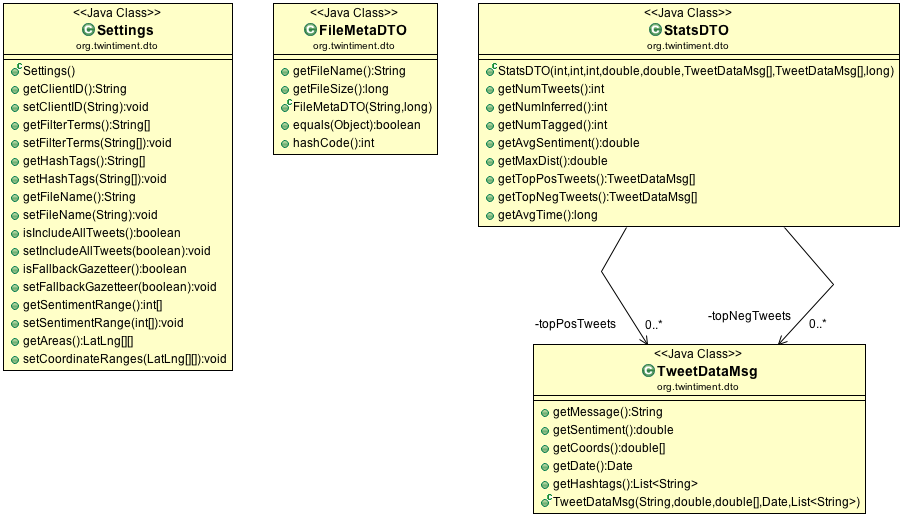 <<Java Class>>
Settings
org.twintiment.dto
Settings()
getClientID():String
setClientID(String):void
getFilterTerms():String[]
setFilterTerms(String[]):void
getHashTags():String[]
setHashTags(String[]):void
getFileName():String
setFileName(String):void
isIncludeAllTweets():boolean
setIncludeAllTweets(boolean):void
isFallbackGazetteer():boolean
setFallbackGazetteer(boolean):void
getSentimentRange():int[]
setSentimentRange(int[]):void
getAreas():LatLng[][]
setCoordinateRanges(LatLng[][]):void
<<Java Class>>
FileMetaDTO
org.twintiment.dto
getFileName():String
getFileSize():long
FileMetaDTO(String,long)
equals(Object):boolean
hashCode():int
<<Java Class>>
StatsDTO
org.twintiment.dto
StatsDTO(int,int,int,double,double,TweetDataMsg[],TweetDataMsg[],long)
getNumTweets():int
getNumInferred():int
getNumTagged():int
getAvgSentiment():double
getMaxDist():double
getTopPosTweets():TweetDataMsg[]
getTopNegTweets():TweetDataMsg[]
getAvgTime():long
-topPosTweets
0..*
-topNegTweets
0..*
<<Java Class>>
TweetDataMsg
org.twintiment.dto
getMessage():String
getSentiment():double
getCoords():double[]
getDate():Date
getHashtags():List<String>
TweetDataMsg(String,double,double[],Date,List<String>)